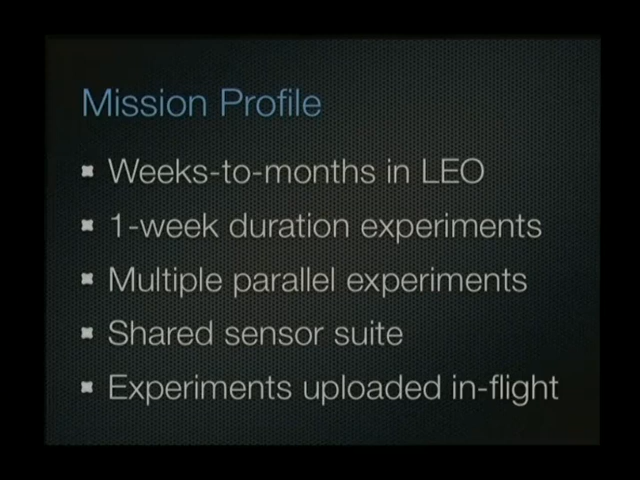 Mission Profile
Weeks-to-months in LEO
1-week duration experiments
Multiple parallel experiments
Shared sensor suite
Experiments uploaded in-flight